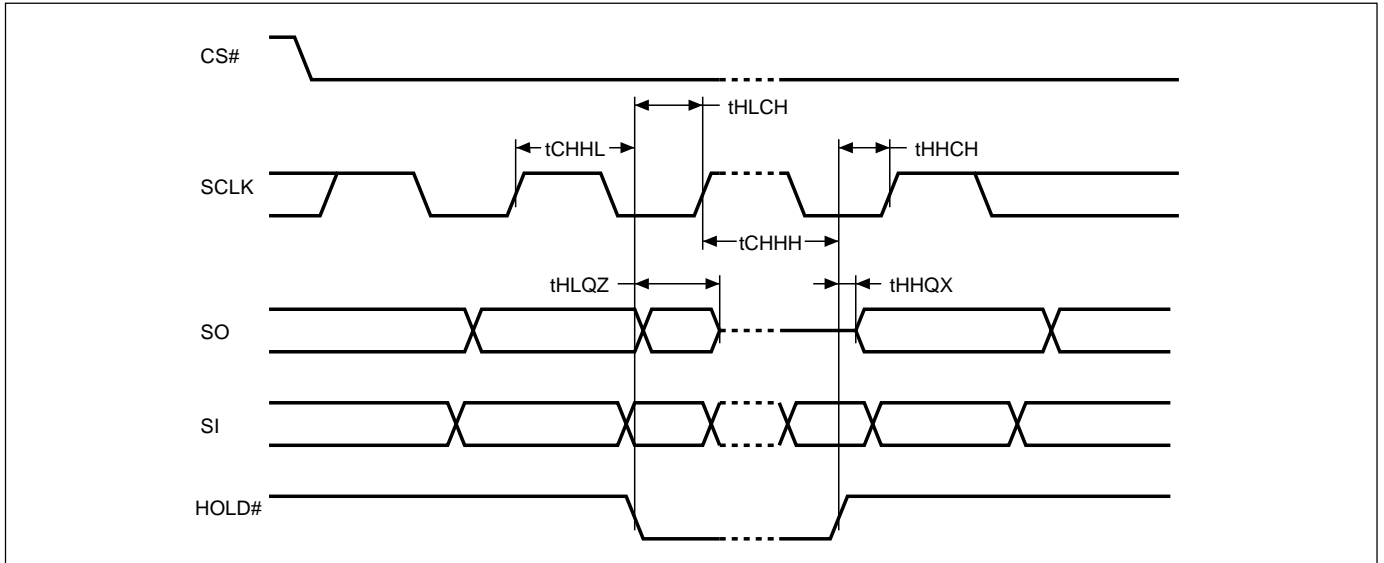 CS#
tHLCH
tCHHL
tHHCH
SCLK
tCHHH
tHLQZ
tHHQX
SO
SI
HOLD#